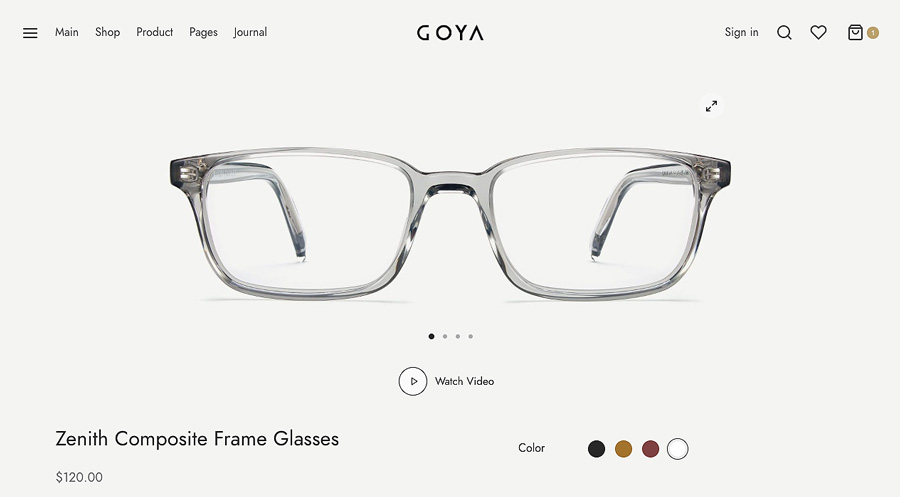 Main Shop Product Pages Journal GOYA Sign in 1
Watch Video
Zenith Composite Frame Glasses
Color
$120.00